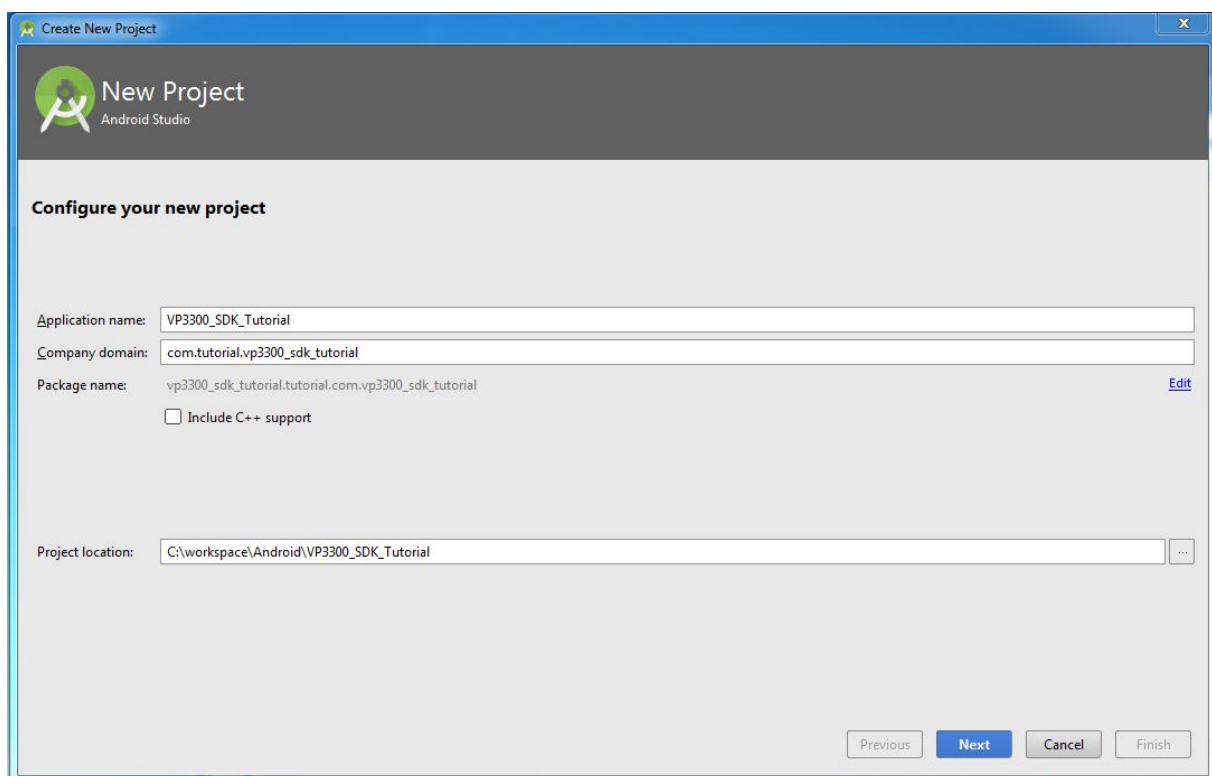 Create New Project
X
New Project
Android Studio
Configure your new project
Application name: VP3300_SDK_Tutorial
Company domain: com.tutorial.vp3300_sdk_tutorial
Package name: vp3300_sdk_tutorial.tutorial.com.vp3300_sdk_tutorial Edit
Include C++ support
Project location: C:\workspace\Android\VP3300_SDK_Tutorial ...
Previous Next Cancel Finish